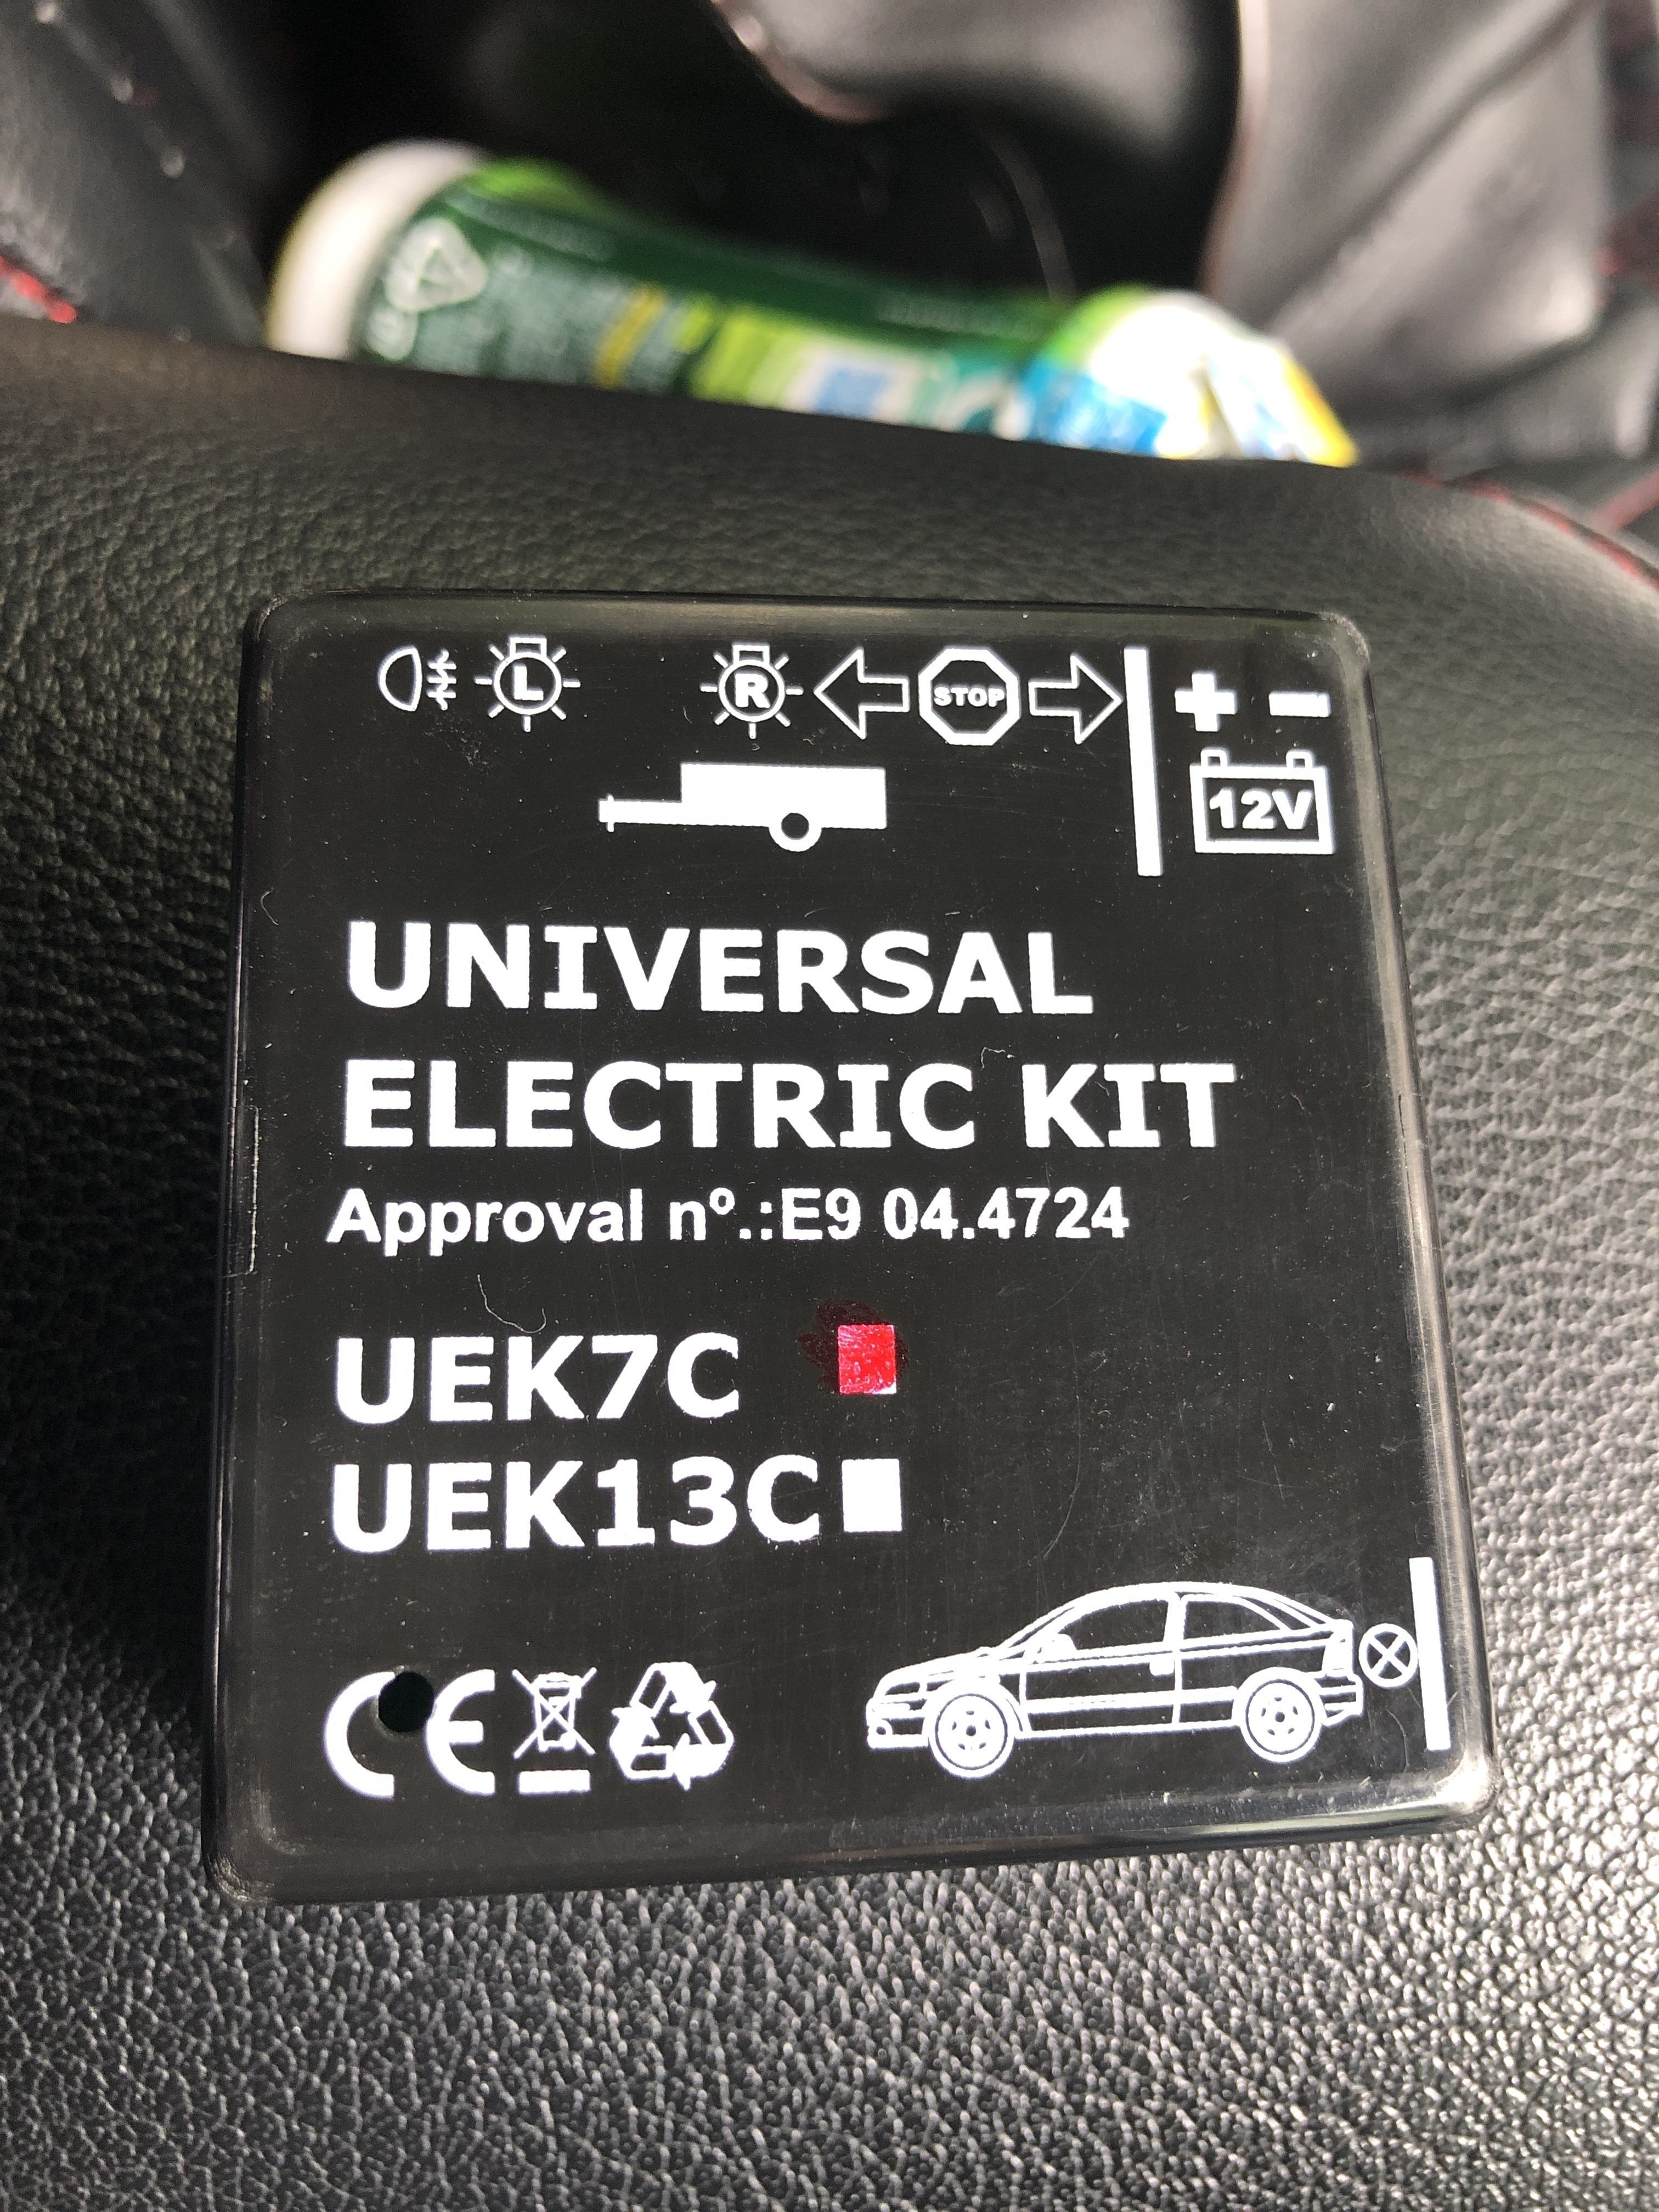 L R STOP
12V
UNIVERSAL
ELECTRIC KIT
Approval nº.:E9 04.4724
UEK7C
UEK13C
CE